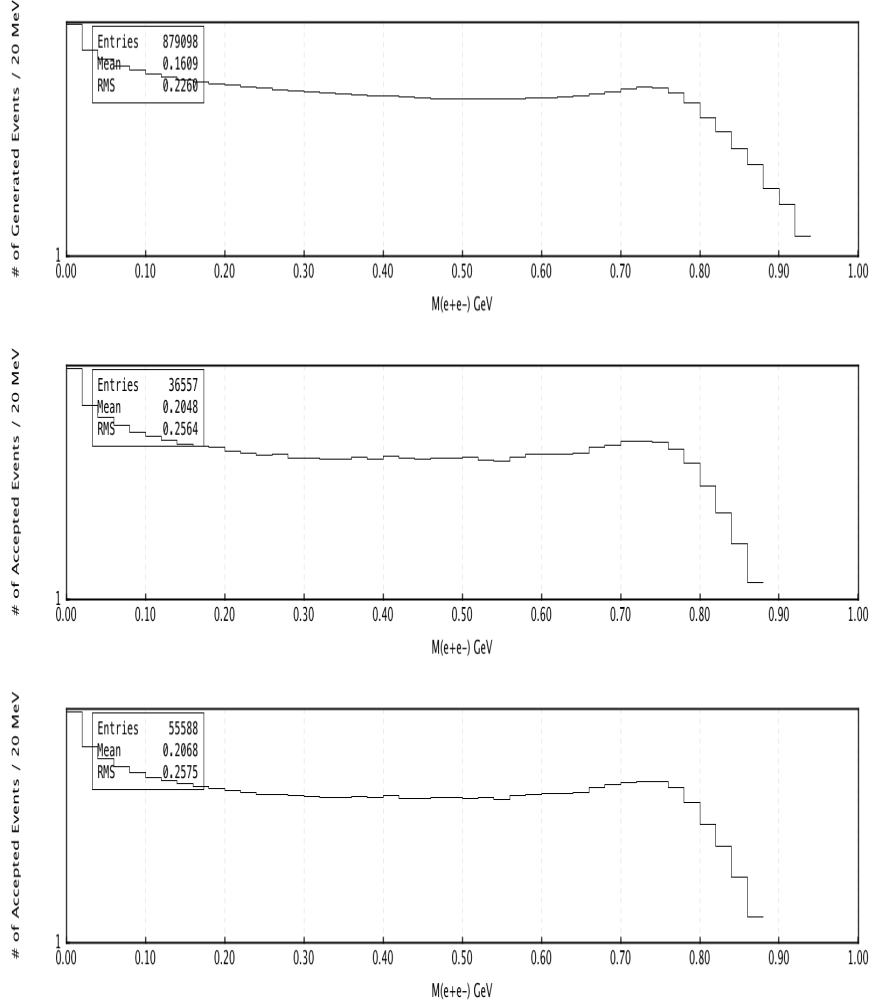 # of Generated Events / 20 MeV
Entries 879098
Mean 0.1609
RMS 0.2260
1
0.00 0.10 0.20 0.30 0.40 0.50 0.60 0.70 0.80 0.90 1.00
M(e+e−) GeV
# of Accepted Events / 20 MeV
Entries 36557
Mean 0.2048
RMS 0.2564
1
0.00 0.10 0.20 0.30 0.40 0.50 0.60 0.70 0.80 0.90 1.00
M(e+e−) GeV
# of Accepted Events / 20 MeV
Entries 55588
Mean 0.2068
RMS 0.2575
1
0.00 0.10 0.20 0.30 0.40 0.50 0.60 0.70 0.80 0.90 1.00
M(e+e−) GeV